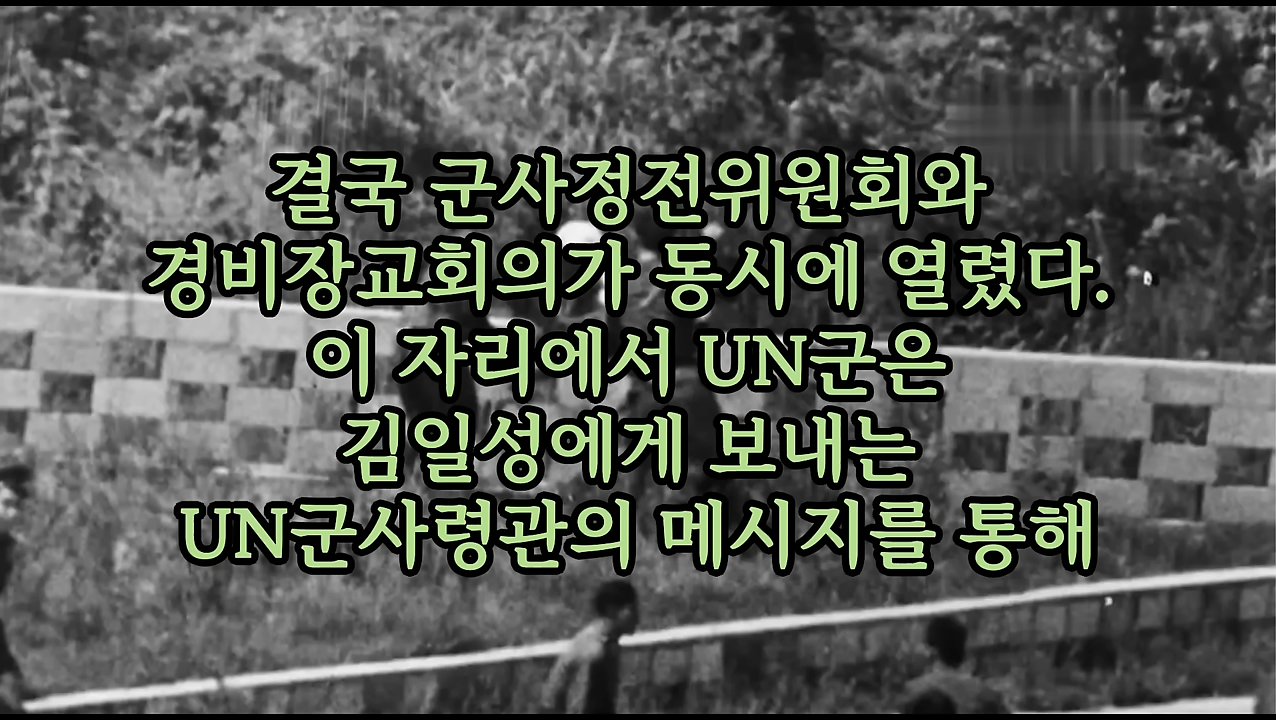 결국 군사정전위원회와
경비장교회의가 동시에 열렸다.
이 자리에서 UN군은
김일성에게 보내는
UN군사령관의 메시지를 통해